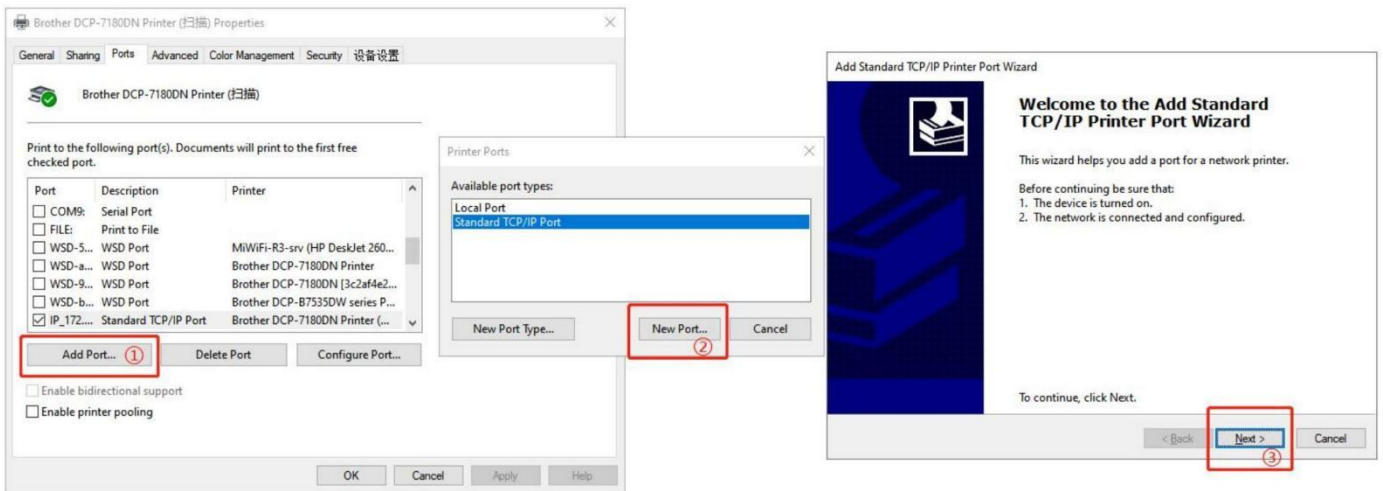 Brother DCP-7180DN Printer (扫描) Properties
General Sharing Ports Advanced Color Management Security 设备设置
Brother DCP-7180DN Printer (扫描)
Print to the following port(s). Documents will print to the first free
checked port.
Port Description Printer
COM9: Serial Port
FILE: Print to File
WSD-5... WSD Port MiWiFi-R3-srv (HP DeskJet 260...
WSD-a... WSD Port Brother DCP-7180DN Printer
WSD-9... WSD Port Brother DCP-7180DN [3c2af4e2...
WSD-b... WSD Port Brother DCP-B7535DW series P...
IP_172.... Standard TCP/IP Port Brother DCP-7180DN Printer (...
Add Port... ① Delete Port Configure Port...
Enable bidirectional support
Enable printer pooling
OK Cancel Apply Help
Printer Ports
Available port types:
Local Port
Standard TCP/IP Port
New Port Type... New Port... Cancel
②
Add Standard TCP/IP Printer Port Wizard
Welcome to the Add Standard
TCP/IP Printer Port Wizard
This wizard helps you add a port for a network printer.
Before continuing be sure that:
1. The device is turned on.
2. The network is connected and configured.
To continue, click Next.
< Back Next > Cancel
③